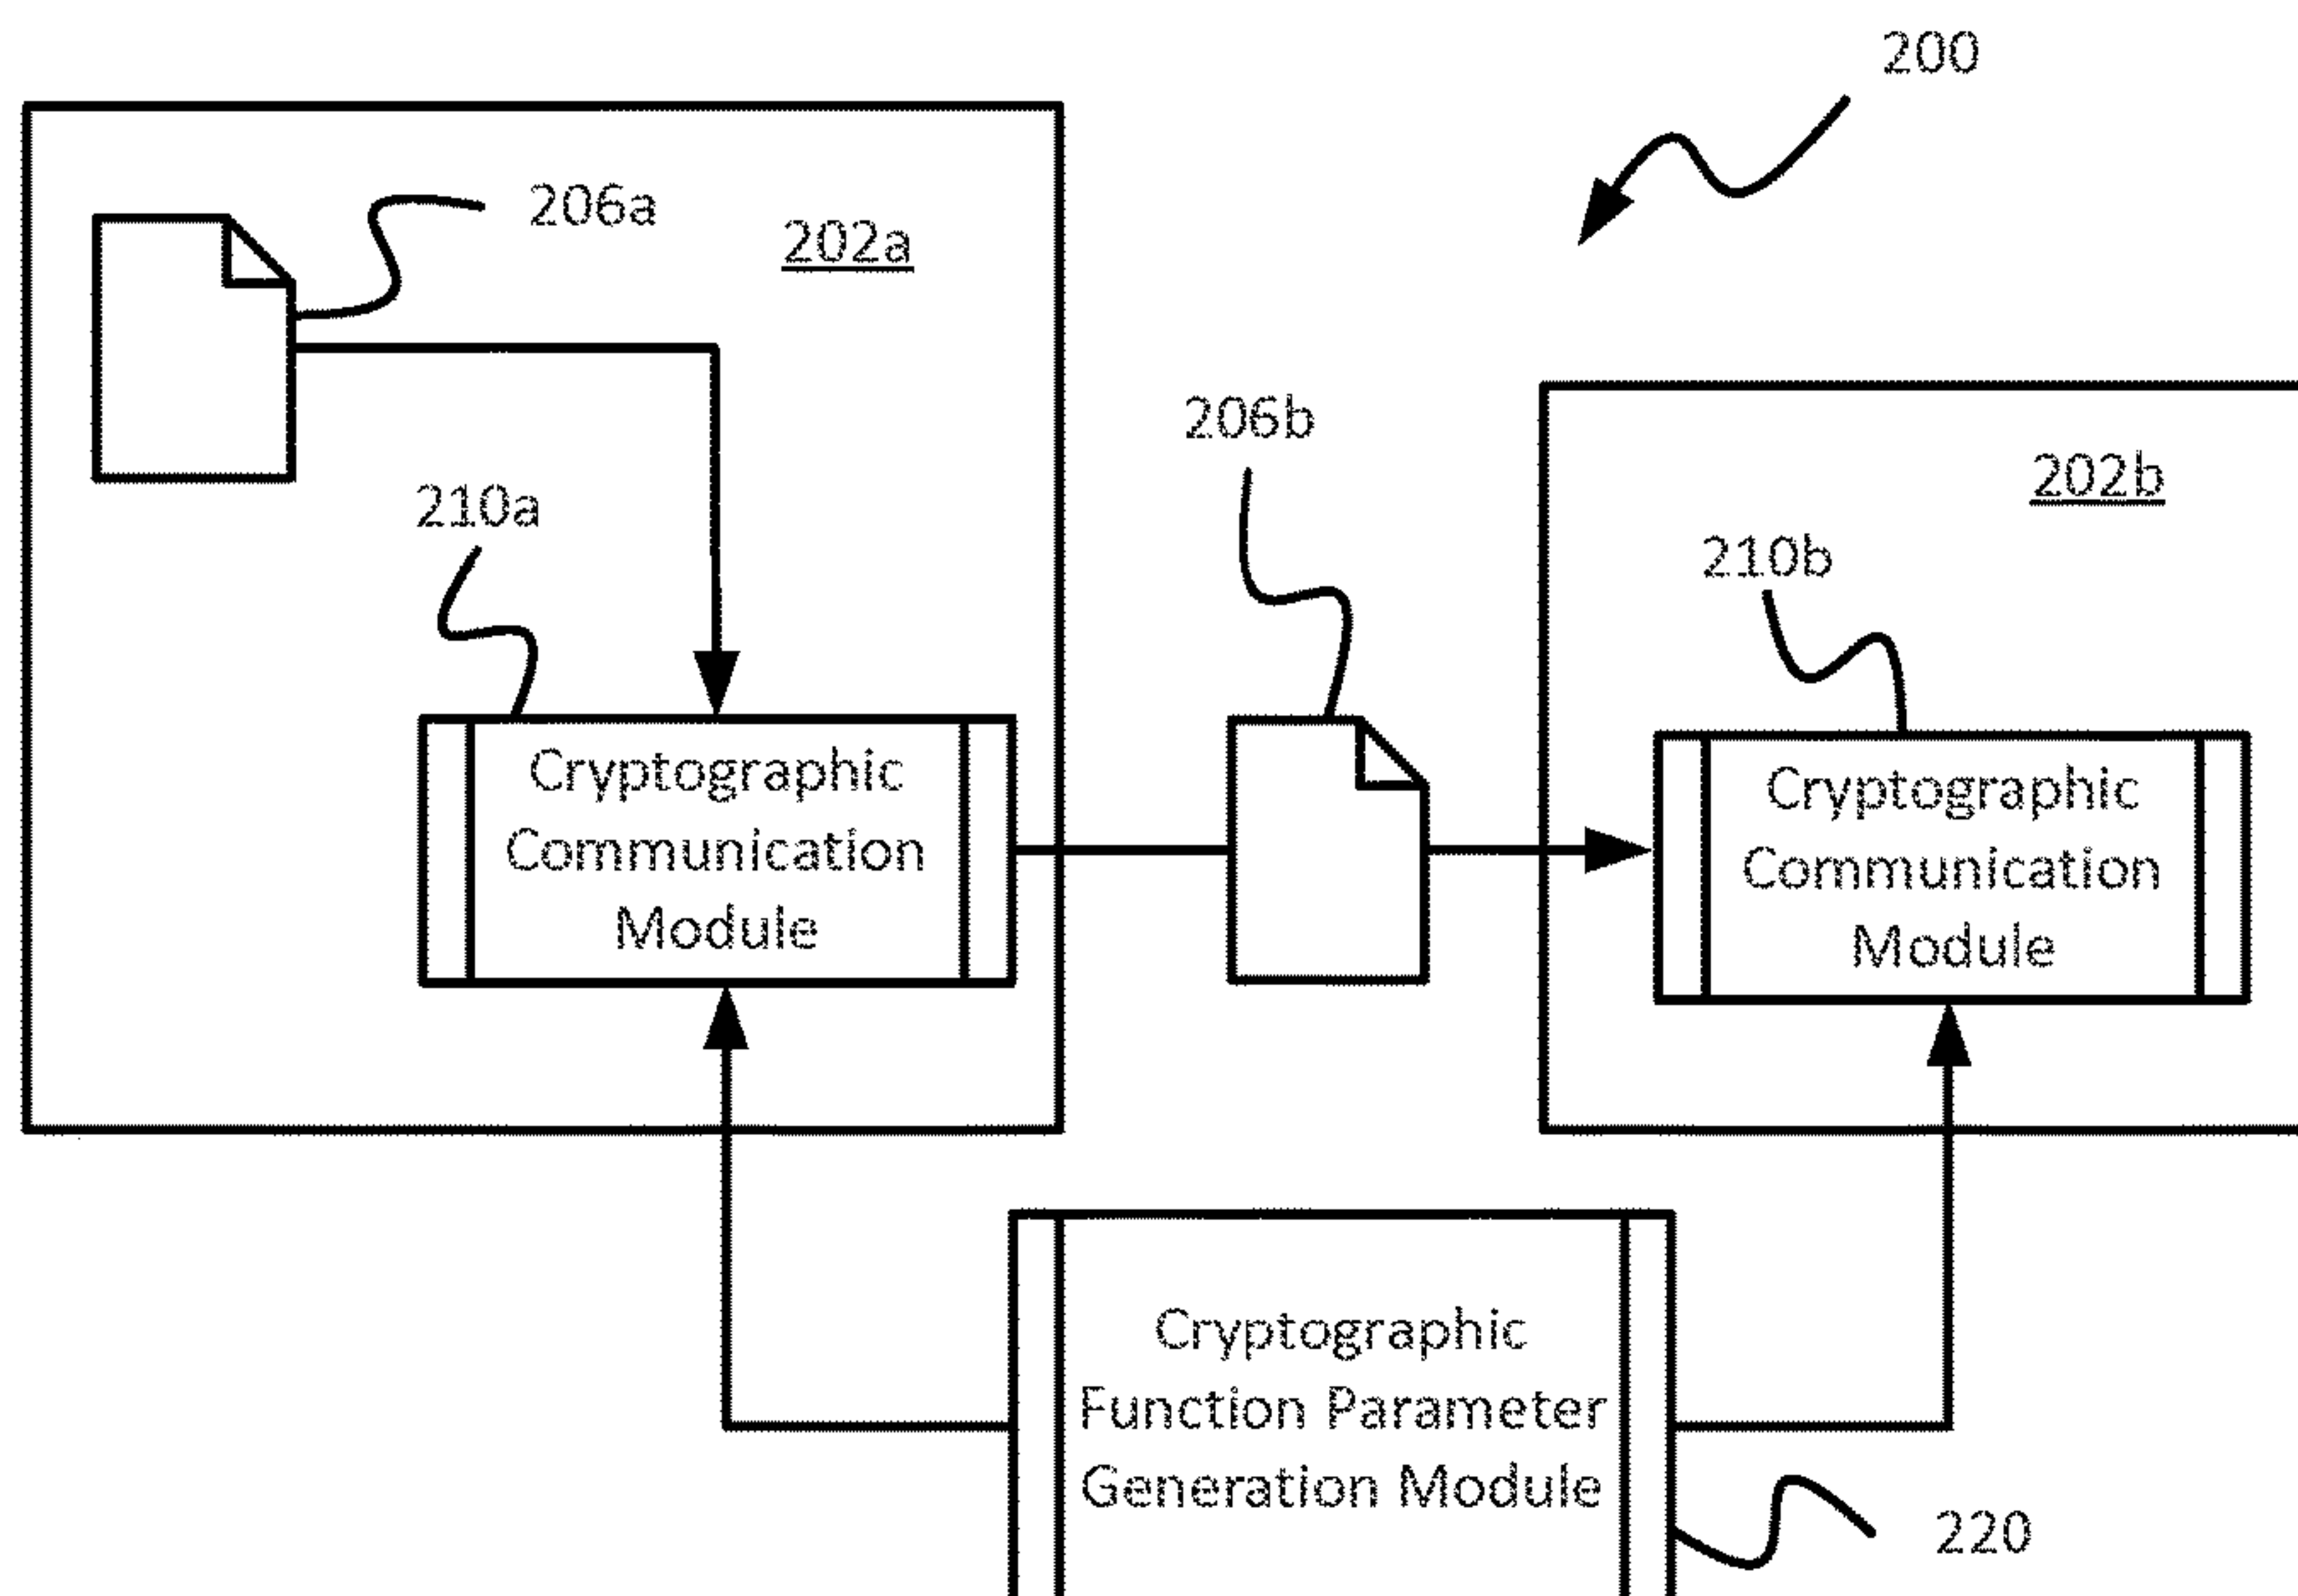 200
206a
202a
206b
202b
210a
210b
Cryptographic
Communication
Module
Cryptographic
Communication
Module
Cryptographic
Function Parameter
Generation Module
220